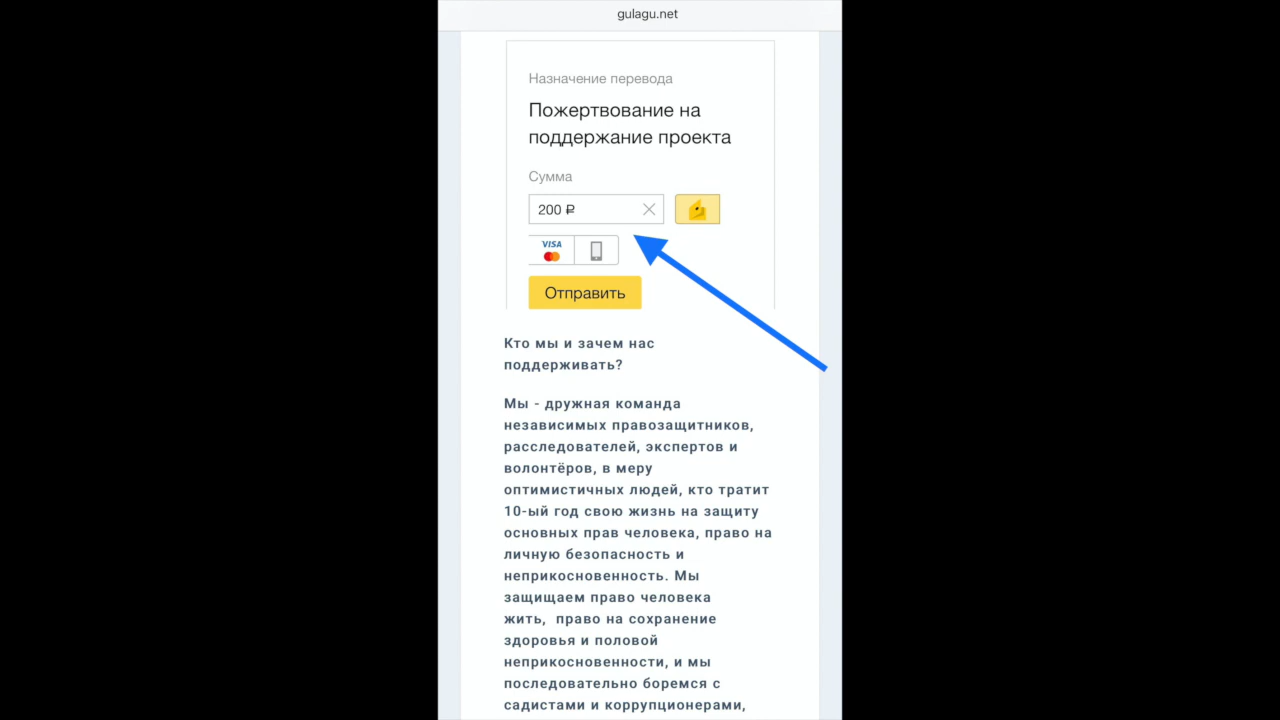 gulagu.net
Назначение перевода
Пожертвование на
поддержание проекта
Сумма
200 ₽
VISA
Отправить
Кто мы и зачем нас
поддерживать?
Мы - дружная команда
независимых правозащитников,
расследователей, экспертов и
волонтёров, в меру
оптимистичных людей, кто тратит
10-ый год свою жизнь на защиту
основных прав человека, право на
личную безопасность и
неприкосновенность. Мы
защищаем право человека
жить, право на сохранение
здоровья и половой
неприкосновенности, и мы
последовательно боремся с
садистами и коррупционерами,